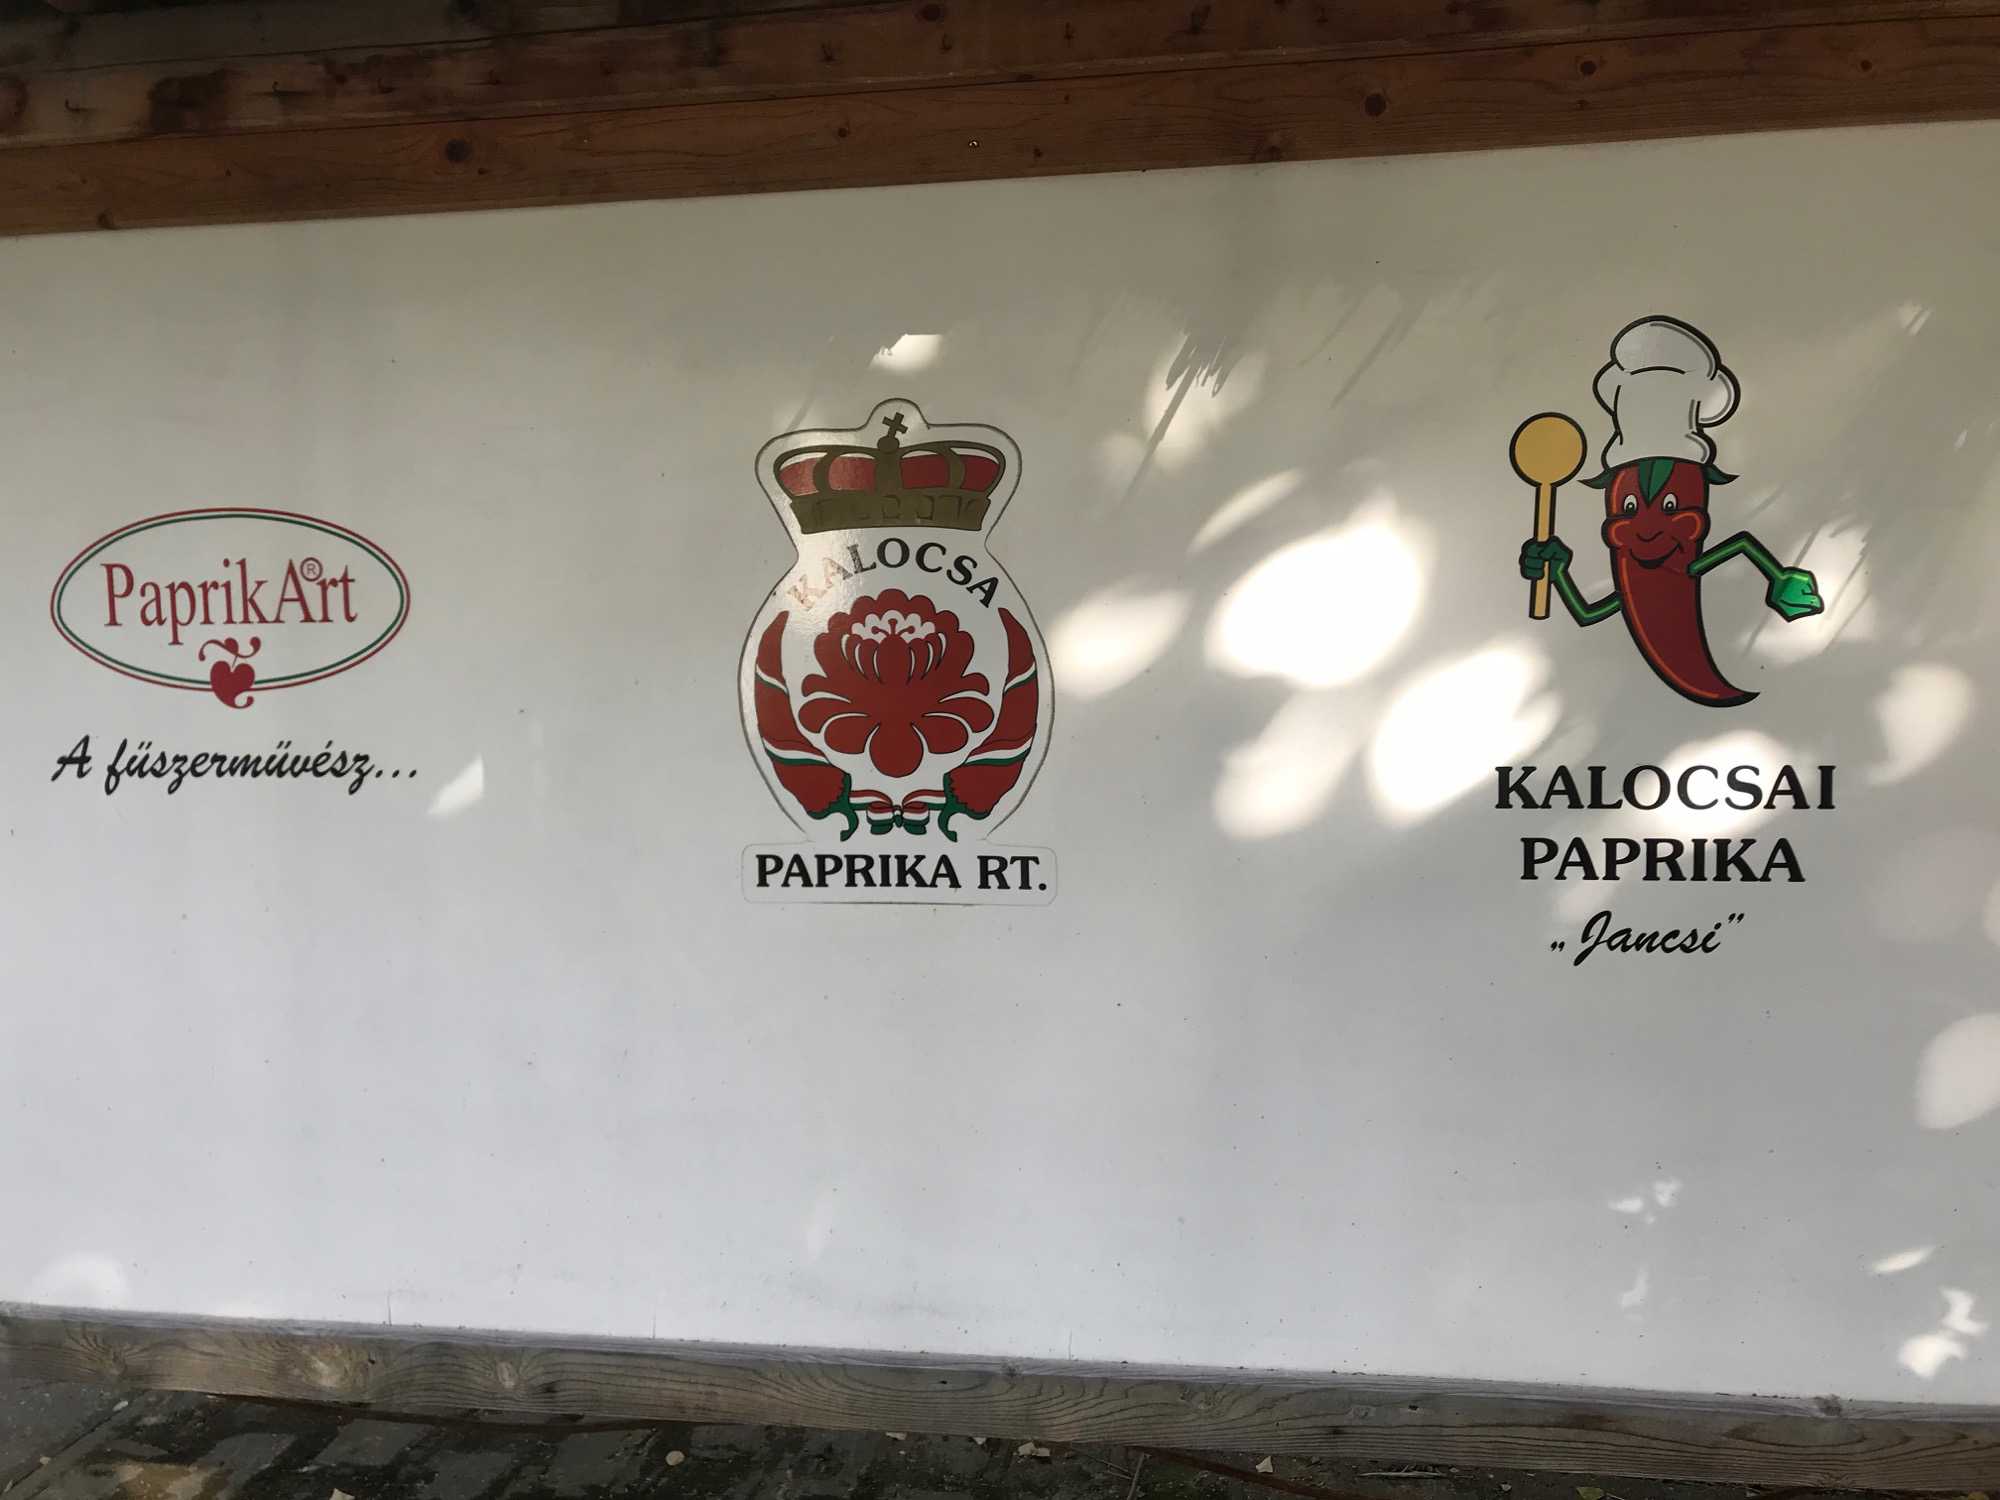 PaprikArt®
A fűszerművész...
KALOCSA
PAPRIKA RT.
KALOCSAI
PAPRIKA
„Jancsi”